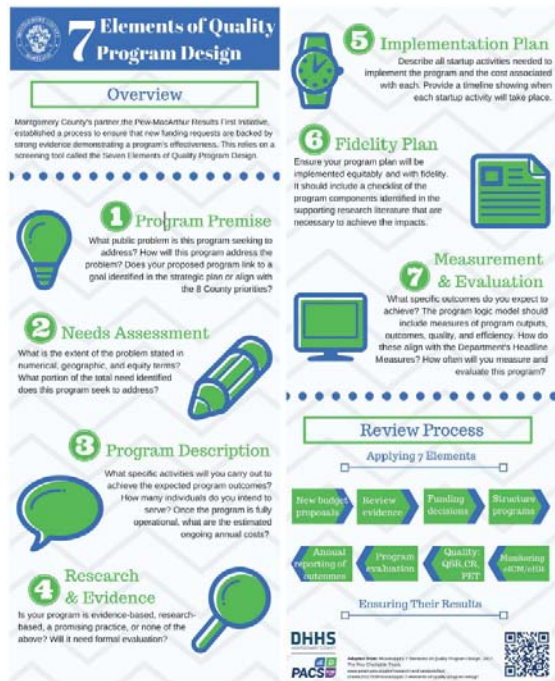 7 Elements of Quality
Program Design
Overview
Montgomery County's partner,the Pew-MacArthur Results First Initiative,
established a process to ensure that new funding requests are backed by
strong evidence demonstrating a program's effectiveness. This relies on a
screening tool called the Seven Elements of Quality Program Design.
1 Program Premise
What public problem is this program seeking to
address? How will this program address the
problem? Does your proposed program link to a
goal identified in the strategic plan or align with
the 8 County priorities?
2 Needs Assessment
What is the extent of the problem stated in
numerical, geographic, and equity terms?
What portion of the total need identified
does this program seek to address?
3 Program Description
What specific activities will you carry out to
achieve the expected program outcomes?
How many individuals do you intend to
serve? Once the program is fully
operational, what are the estimated
ongoing annual costs?
4 Research
& Evidence
Is your program is evidence-based, research-
based, a promising practice, or none of the
above? Will it need formal evaluation?
5 Implementation Plan
Describe all startup activities needed to
implement the program and the cost associated
with each. Provide a timeline showing when
each startup activity will take place.
6 Fidelity Plan
Ensure your program plan will be
implemented equitably and with fidelity.
It should include a checklist of the
program components identified in the
supporting research literature that are
necessary to achieve the impacts.
7 Measurement
& Evaluation
What specific outcomes do you expect to
achieve? The program logic model should
include measures of program outputs,
outcomes, quality, and efficiency. How do
these align with the Department's Headline
Measures? How often will you measure and
evaluate this program?
Review Process
Applying 7 Elements
New budget
proposals
Review
evidence
Funding
decisions
Structure
programs
Annual
reporting of
outcomes
Program
evaluation
Quality:
QSR, CR,
PET
Monitoring
eICM/eHR
Ensuring Their Results
DHHS
PACS
The Pew Charitable Trusts